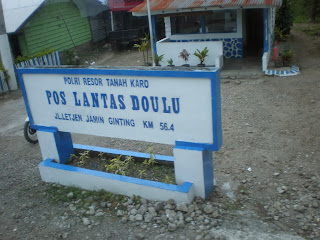 POLRI RESOR TANAH KARO
POS LANTAS DOULU
JL.LETJEN JAMIN GINTING KM 56.4